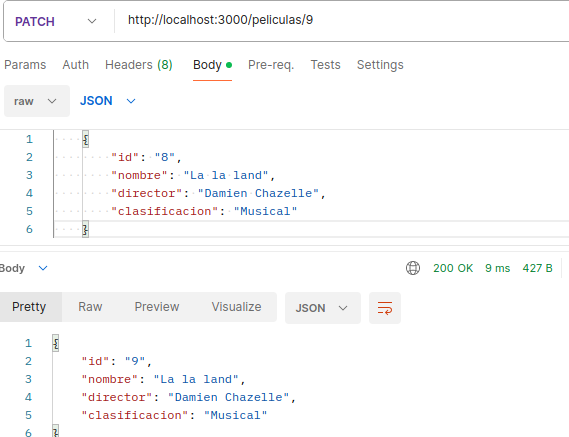 PATCH http://localhost:3000/peliculas/9
Params Auth Headers (8) Body Pre-req. Tests Settings
raw JSON
1 {
2 "id": "8",
3 "nombre": "La la land",
4 "director": "Damien Chazelle",
5 "clasificacion": "Musical"
6 }
Body 200 OK 9 ms 427 B
Pretty Raw Preview Visualize JSON
1 {
2 "id": "9",
3 "nombre": "La la land",
4 "director": "Damien Chazelle",
5 "clasificacion": "Musical"
6 }